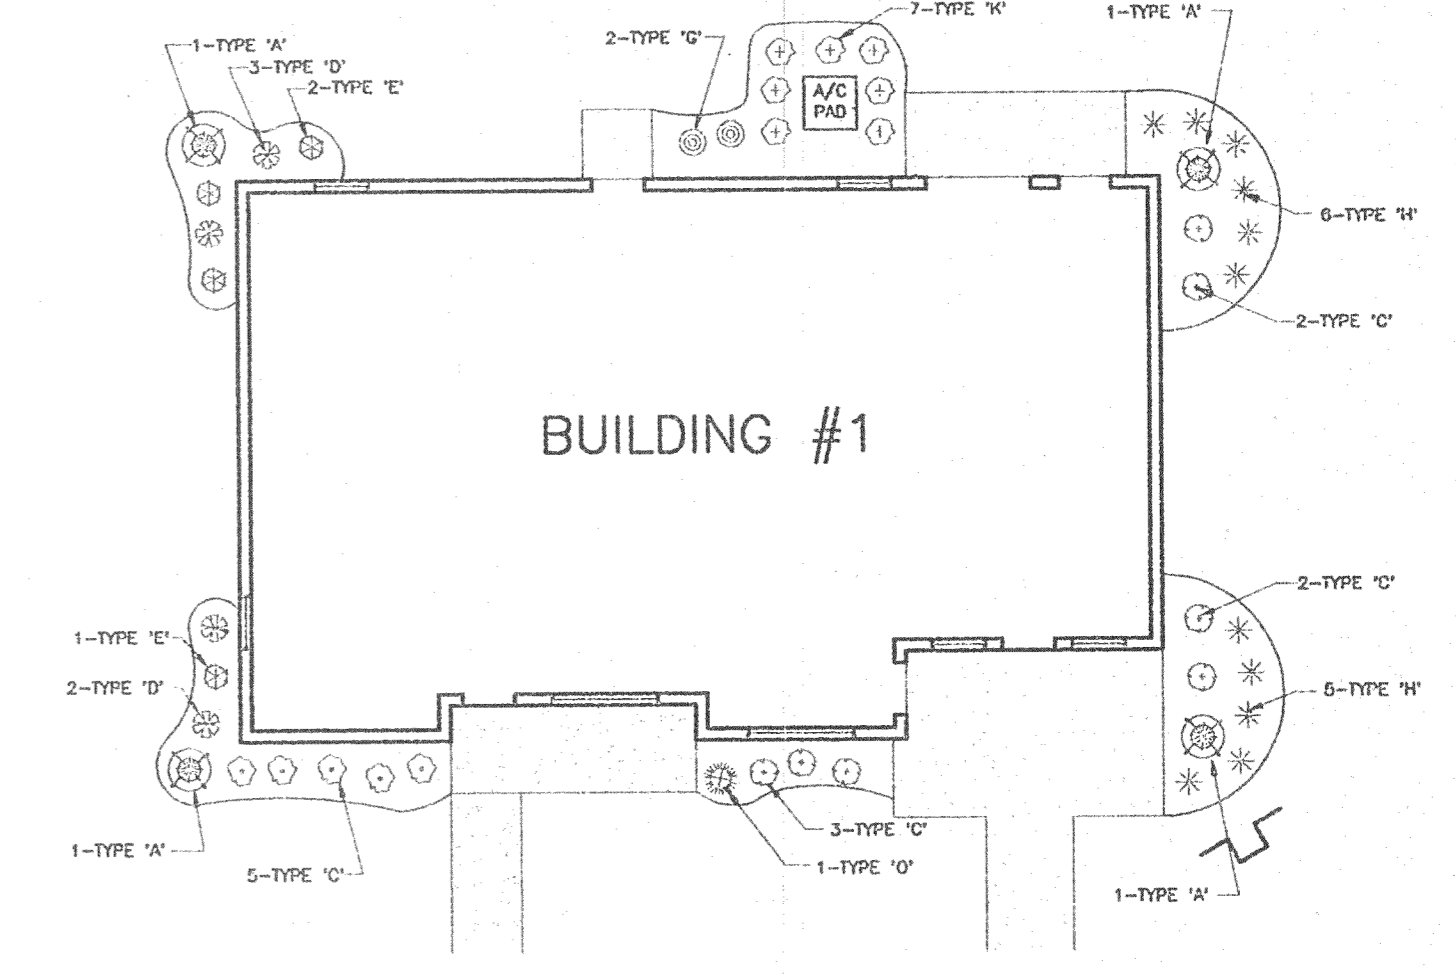 7-TYPE 'K'
1-TYPE 'A'
2-TYPE 'G'
1-TYPE 'A'
3-TYPE 'D'
2-TYPE 'E'
A/C
PAD
6-TYPE 'H'
2-TYPE 'C'
BUILDING #1
2-TYPE 'C'
1-TYPE 'E'
2-TYPE 'D'
5-TYPE 'H'
3-TYPE 'C'
1-TYPE 'A'
1-TYPE 'O'
5-TYPE 'C'
1-TYPE 'A'